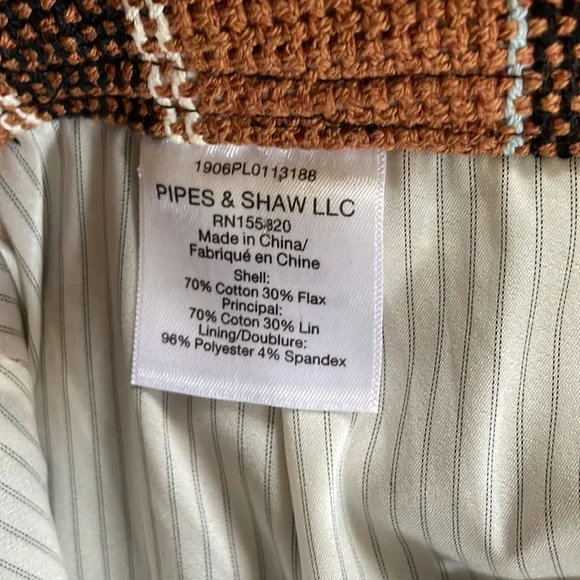 1906PL0113188
PIPES & SHAW LLC
RN155820
Made in China/
Fabriqué en Chine
Shell:
70% Cotton 30% Flax
Principal:
70% Coton 30% Lin
Lining/Doublure:
96% Polyester 4% Spandex